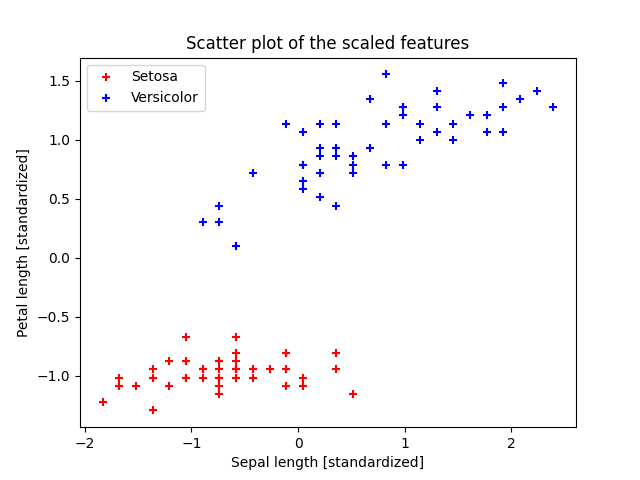 Scatter plot of the scaled features
Setosa
Versicolor
1.5
1.0
0.5
0.0
−0.5
−1.0
Petal length [standardized]
−2 −1 0 1 2
Sepal length [standardized]